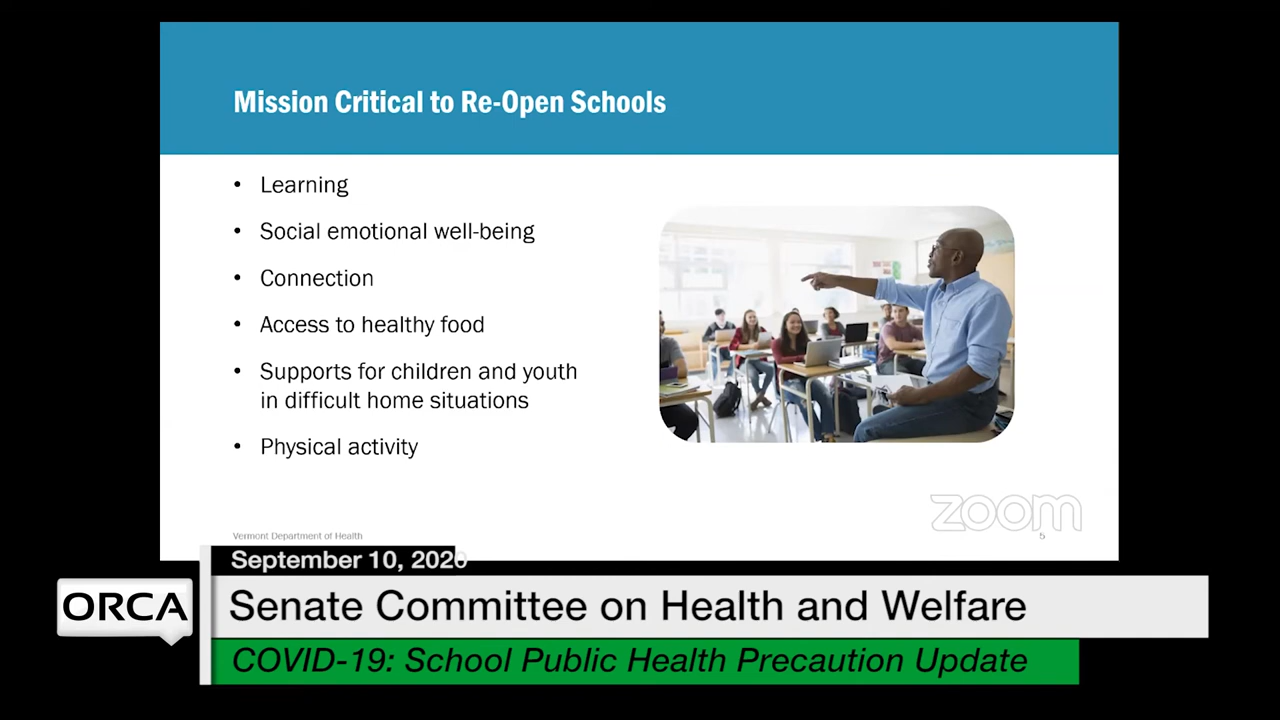 Mission Critical to Re-Open Schools
• Learning
• Social emotional well-being
• Connection
• Access to healthy food
• Supports for children and youth
in difficult home situations
• Physical activity
zoom
Vermont Department of Health
5
September 10, 2020
ORCA
Senate Committee on Health and Welfare
COVID-19: School Public Health Precaution Update